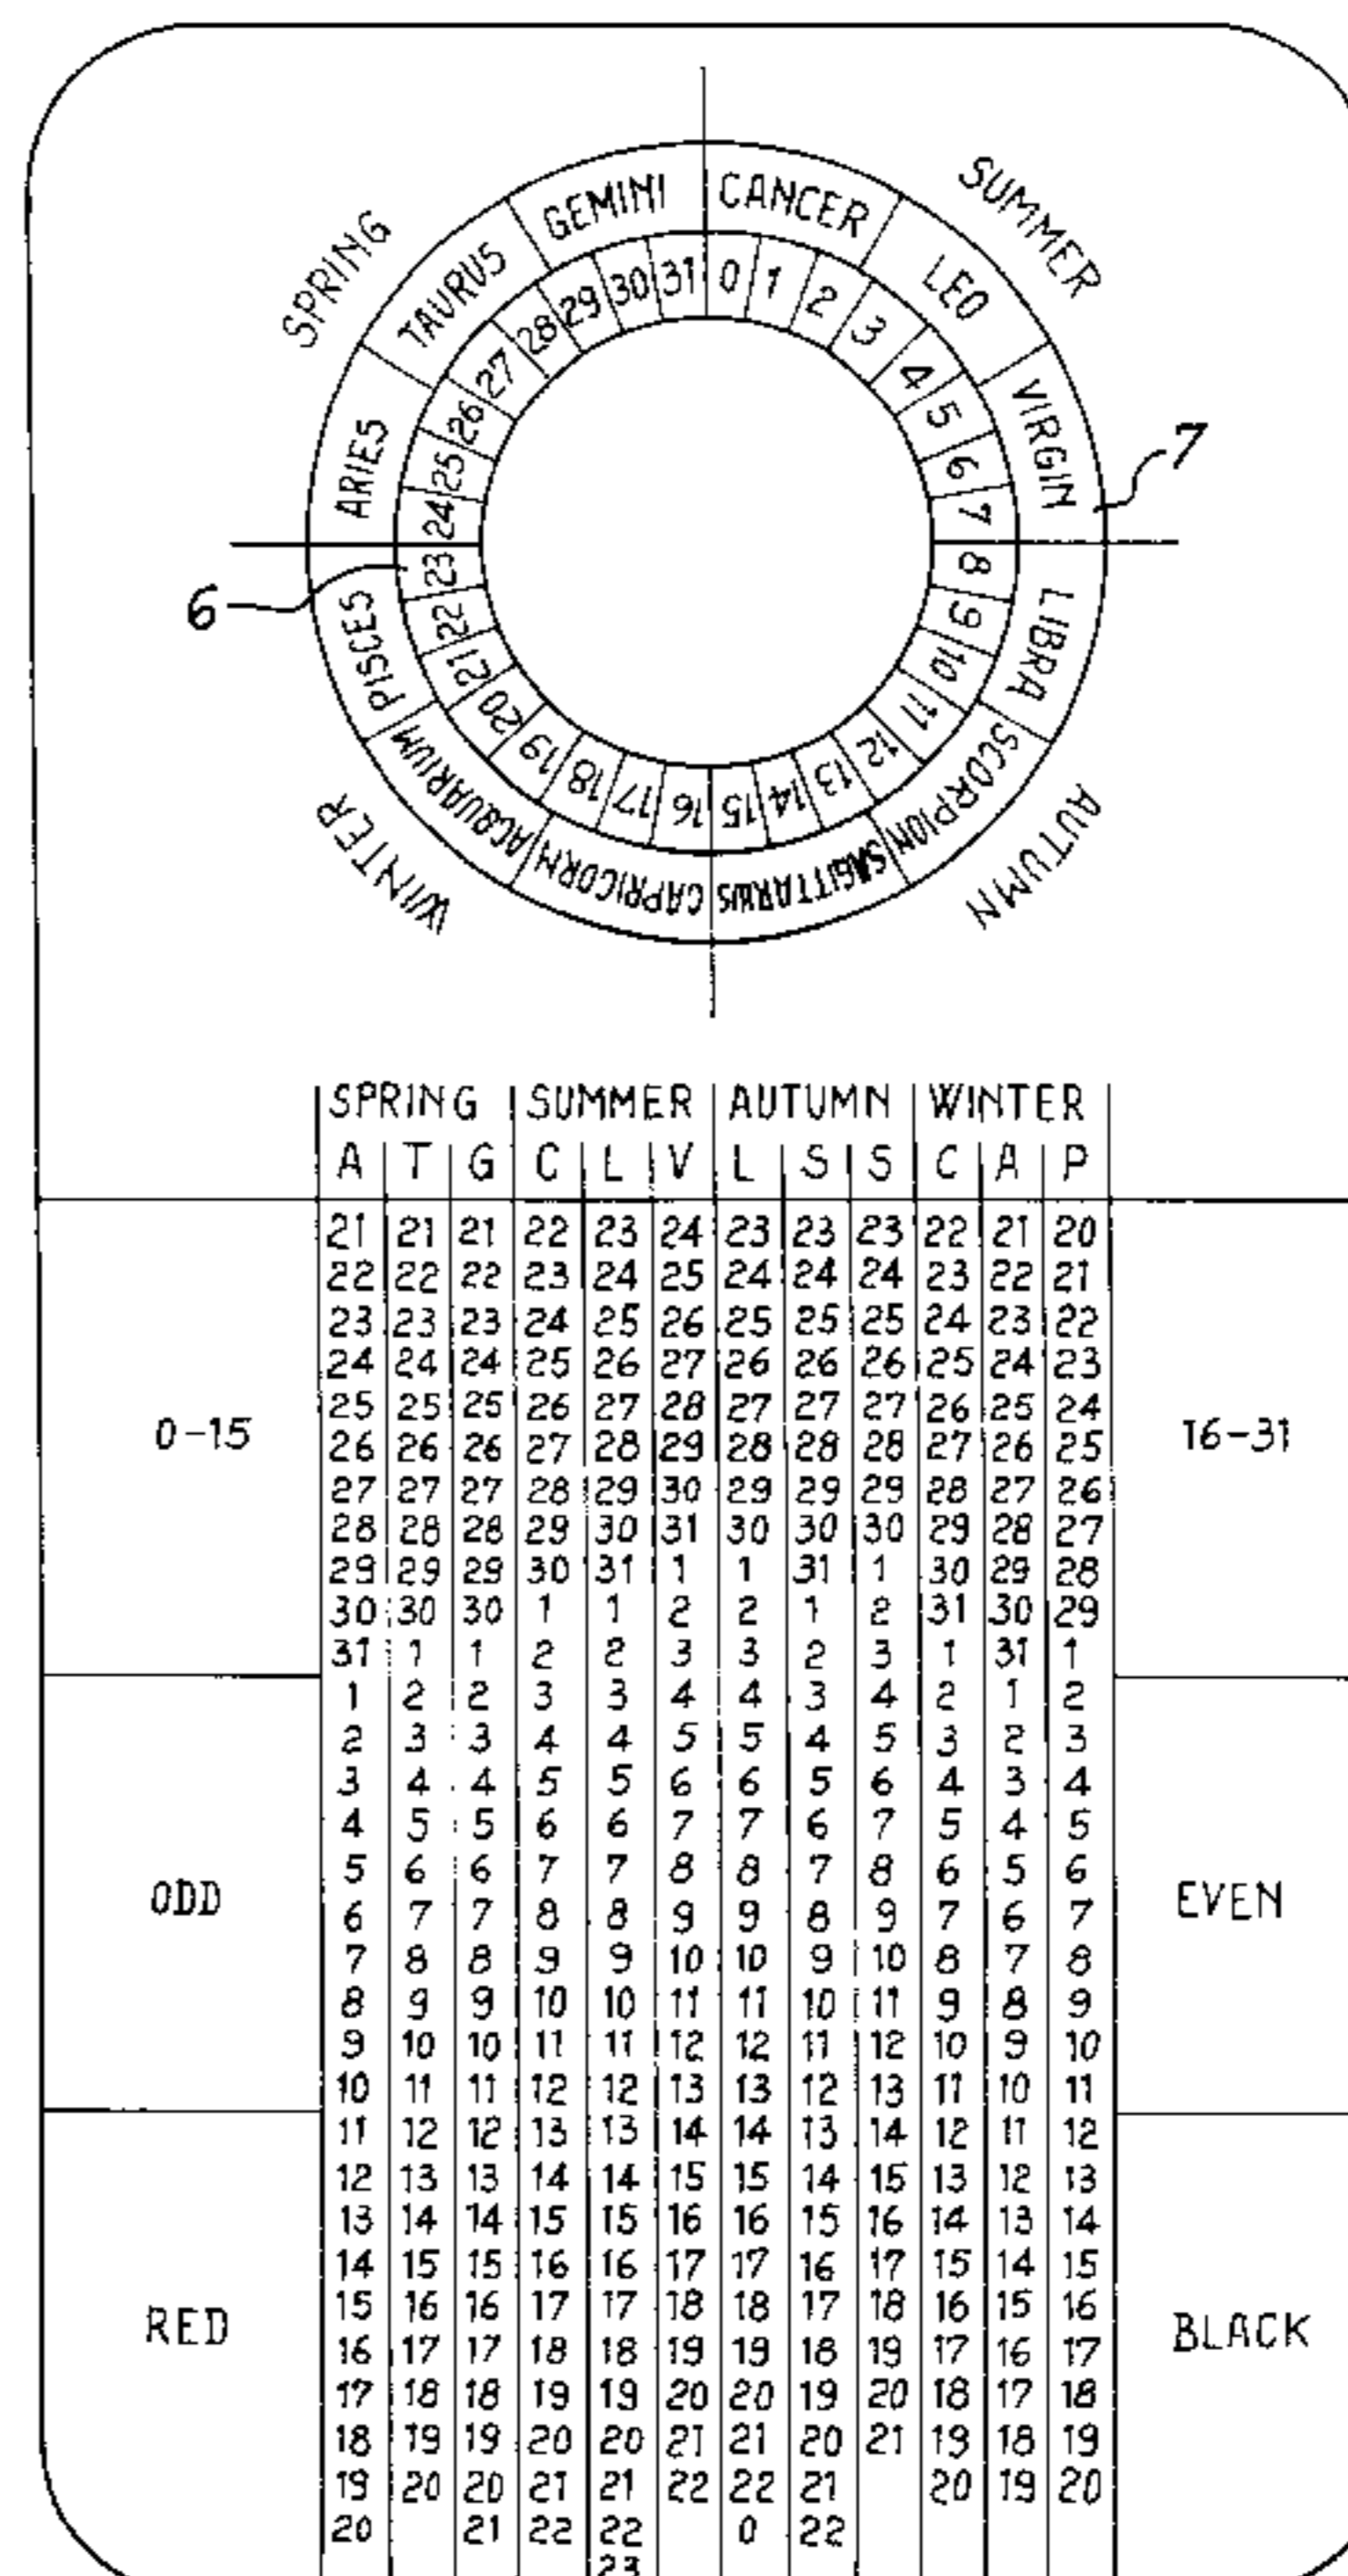 SPRING
SUMMER
GEMINI
CANCER
TAURUS
LEO
ARIES
VIRGIN
7
31 0 1 2 3 4 5 6 7 8 9 10 11 12 13 14 15 16 17 18 19 20 21 22 23 24 25 26 27 28 29 30
6
PISCES
LIBRA
ACQUARIUM
SCORPION
CAPRICORN
SAGITTARUS
WINTER
AUTUMN
SPRING SUMMER AUTUMN WINTER
A T G C L V L S S C A P
21 21 21 22 23 24 23 23 23 22 21 20
22 22 22 23 24 25 24 24 24 23 22 21
23 23 23 24 25 26 25 25 25 24 23 22
24 24 24 25 26 27 26 26 26 25 24 23
25 25 25 26 27 28 27 27 27 26 25 24
0-15
16-31
26 26 26 27 28 29 28 28 28 27 26 25
27 27 27 28 29 30 29 29 29 28 27 26
28 28 28 29 30 31 30 30 30 29 28 27
29 29 29 30 31 1 1 31 1 30 29 28
30 30 30 1 1 2 2 1 2 31 30 29
31 1 1 2 2 3 3 2 3 1 31 1
1 2 2 3 3 4 4 3 4 2 1 2
2 3 3 4 4 5 5 4 5 3 2 3
3 4 4 5 5 6 6 5 6 4 3 4
4 5 5 6 6 7 7 6 7 5 4 5
5 6 6 7 7 8 8 7 8 6 5 6
ODD
EVEN
6 7 7 8 8 9 9 8 9 7 6 7
7 8 8 9 9 10 10 9 10 8 7 8
8 9 9 10 10 11 11 10 11 9 8 9
9 10 10 11 11 12 12 11 12 10 9 10
10 11 11 12 12 13 13 12 13 11 10 11
11 12 12 13 13 14 14 13 14 12 11 12
12 13 13 14 14 15 15 14 15 13 12 13
13 14 14 15 15 16 16 15 16 14 13 14
14 15 15 16 16 17 17 16 17 15 14 15
15 16 16 17 17 18 18 17 18 16 15 16
RED
BLACK
16 17 17 18 18 19 19 18 19 17 16 17
17 18 18 19 19 20 20 19 20 18 17 18
18 19 19 20 20 21 21 20 21 19 18 19
19 20 20 21 21 22 22 21 20 19 20
20 21 22 22 0 22
23